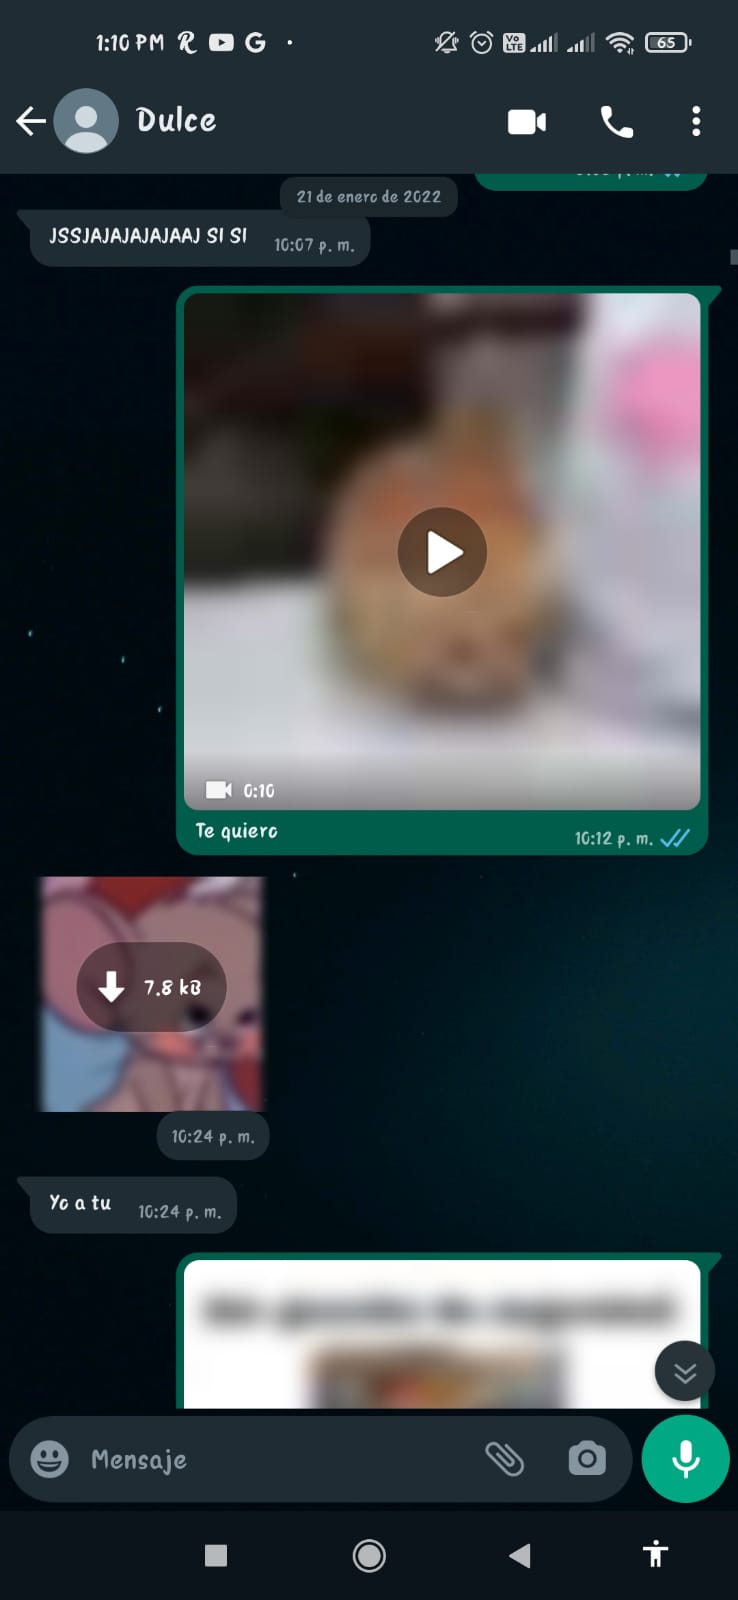 1:10 PM
65
Dulce
21 de enero de 2022
JSSJAJAJAJAJAAJ SI SI 10:07 p. m.
0:10
Te quiero 10:12 p. m.
7.8 kB
10:24 p. m.
Yo a tu 10:24 p. m.
Mensaje